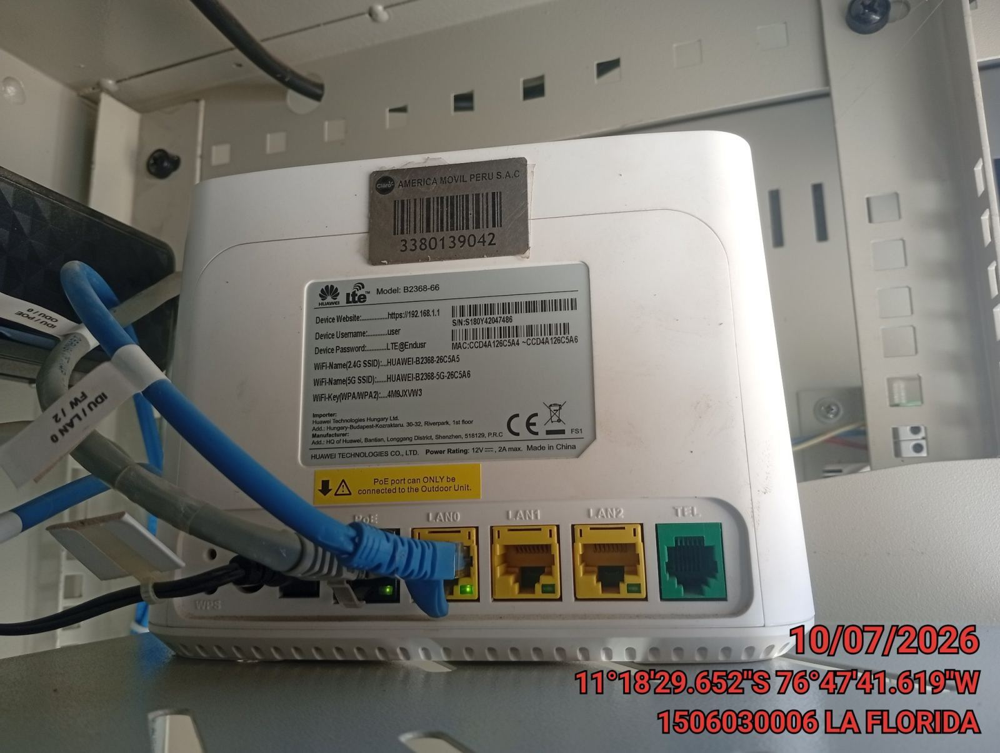 Claro AMERICA MOVIL PERU S.A.C
3380139042
HUAWEI lte™ Model: B2368-66
Device Website:................https://192.168.1.1
S/N:S180Y42047486
Device Username:............user
Device Password:...........LTE@Endusr
MAC:CCD4A126C5A4 ~CCD4A126C5A6
WiFi-Name(2.4G SSID):...HUAWEI-B2368-26C5A5
WiFi-Name(5G SSID):......HUAWEI-B2368-5G-26C5A6
WiFi-Key(WPA/WPA2):....4M9JXVW3
Importer:
Huawei Technologies Hungary Ltd.
Add.: Hungary-Budapest-Kozraktaru. 30-32, Riverpark, 1st floor
Manufacturer:
Add.: HQ of Huawei, Bantian, Longgang District, Shenzhen, 518129, P.R.C
CE FS1
HUAWEI TECHNOLOGIES CO., LTD. Power Rating: 12V⎓, 2A max. Made in China
PoE port can ONLY be
connected to the Outdoor Unit.
PoE LAN0 LAN1 LAN2 TEL
WPS
IDU / POE
ODU / 0
IDU / LAN 0
FW / 2
10/07/2026
11°18'29.652"S 76°47'41.619"W
1506030006 LA FLORIDA